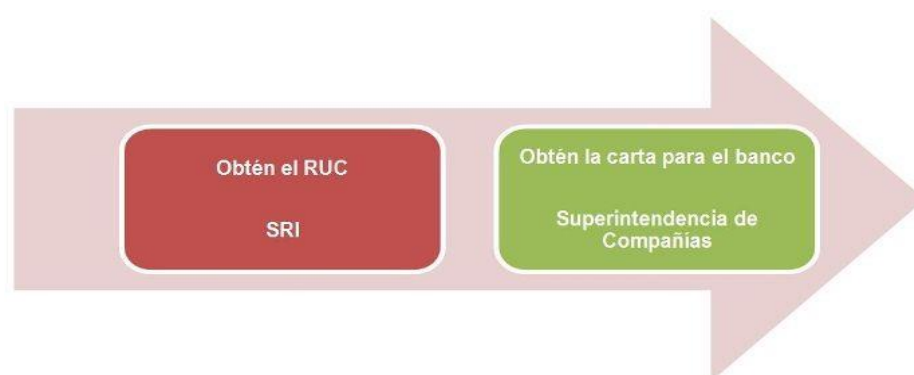 Obtén el RUC
SRI
Obtén la carta para el banco
Superintendencia de
Compañías